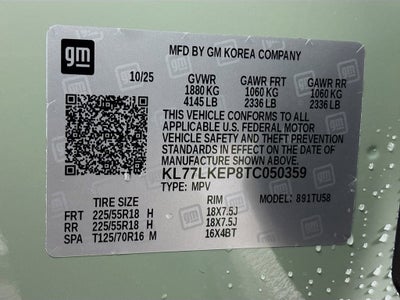 gm
MFD BY GM KOREA COMPANY
10/25 GVWR GAWR FRT GAWR RR
1880 KG 1060 KG 1060 KG
4145 LB 2336 LB 2336 LB
THIS VEHICLE CONFORMS TO ALL
APPLICABLE U.S. FEDERAL MOTOR
VEHICLE SAFETY AND THEFT PREVENTION
STANDARDS IN EFFECT ON THE DATE OF
MANUFACTURE SHOWN ABOVE.
KL77LKEP8TC050359
TYPE: MPV MODEL: 891TU58
TIRE SIZE RIM
FRT 225/55R18 H 18X7.5J
RR 225/55R18 H 18X7.5J
SPA T125/70R16 M 16X4BT